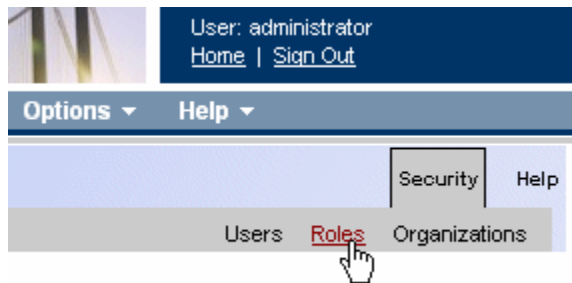 User: administrator
Home | Sign Out
Options Help
Security Help
Users Roles Organizations